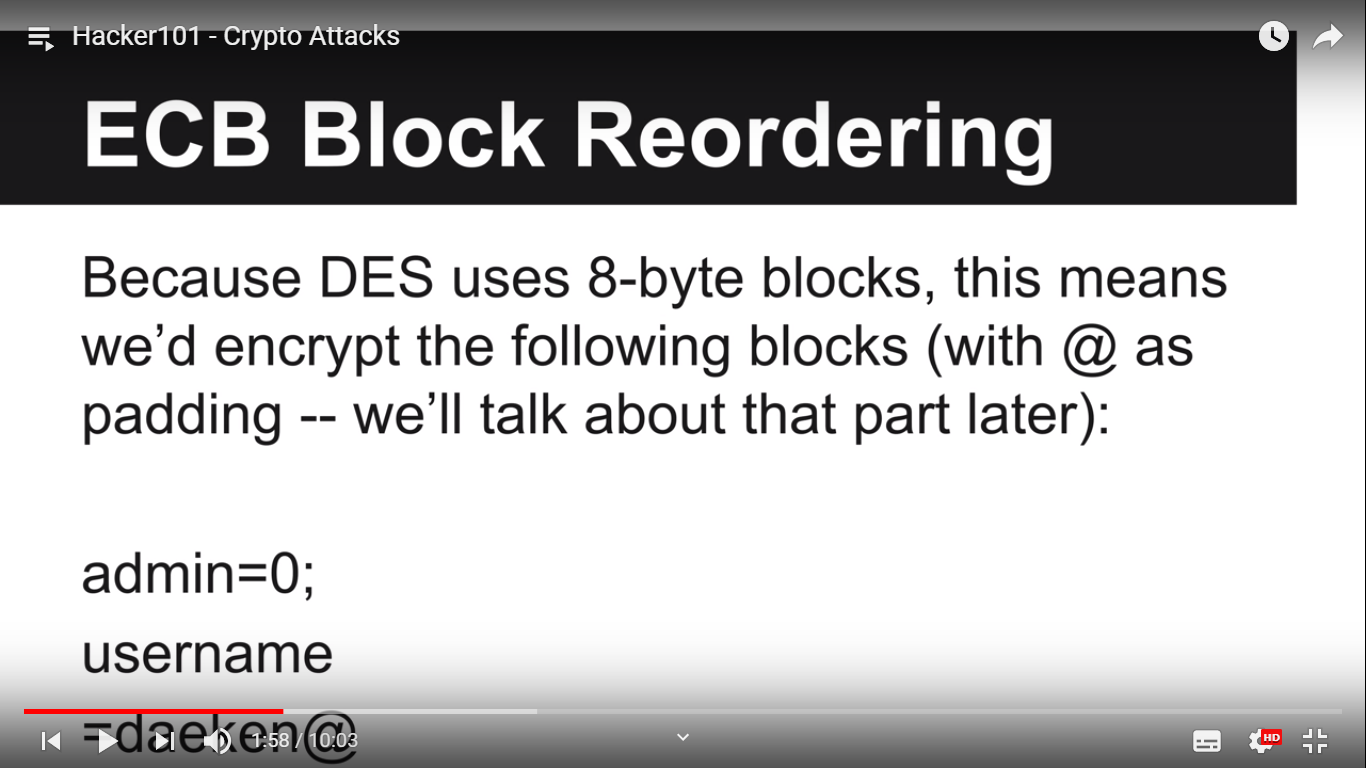 Hacker101 - Crypto Attacks
ECB Block Reordering
Because DES uses 8-byte blocks, this means
we’d encrypt the following blocks (with @ as
padding -- we’ll talk about that part later):
admin=0;
username
=daeken@
1:58 / 10:03
HD